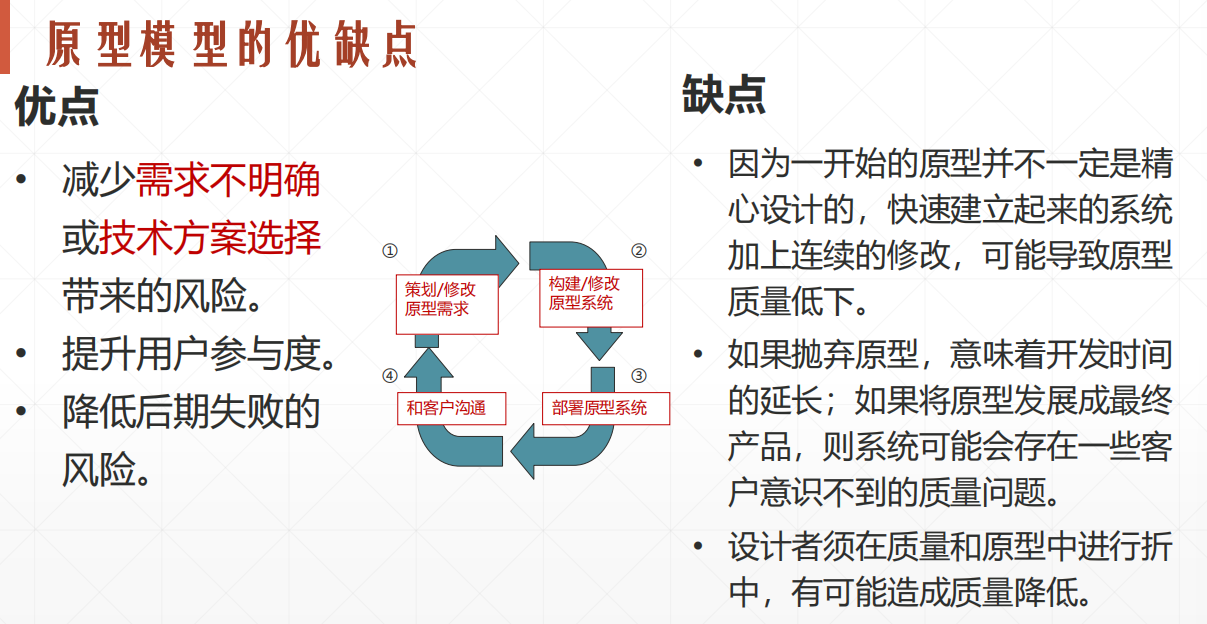 原型模型的优缺点
优点
• 减少需求不明确
或技术方案选择
带来的风险。
• 提升用户参与度。
• 降低后期失败的
风险。
①
策划/修改
原型需求
②
构建/修改
原型系统
③
部署原型系统
④
和客户沟通
缺点
• 因为一开始的原型并不一定是精
心设计的，快速建立起来的系统
加上连续的修改，可能导致原型
质量低下。
• 如果抛弃原型，意味着开发时间
的延长；如果将原型发展成最终
产品，则系统可能会存在一些客
户意识不到的质量问题。
• 设计者须在质量和原型中进行折
中，有可能造成质量降低。